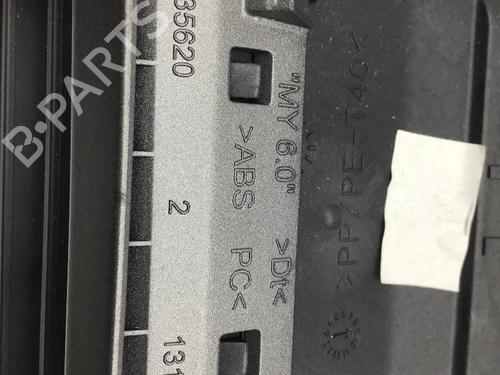 35620
2
131
"MY 6.0"
>ABS PC<
>Dt<
>PP/PE-T40<
B-PARTS